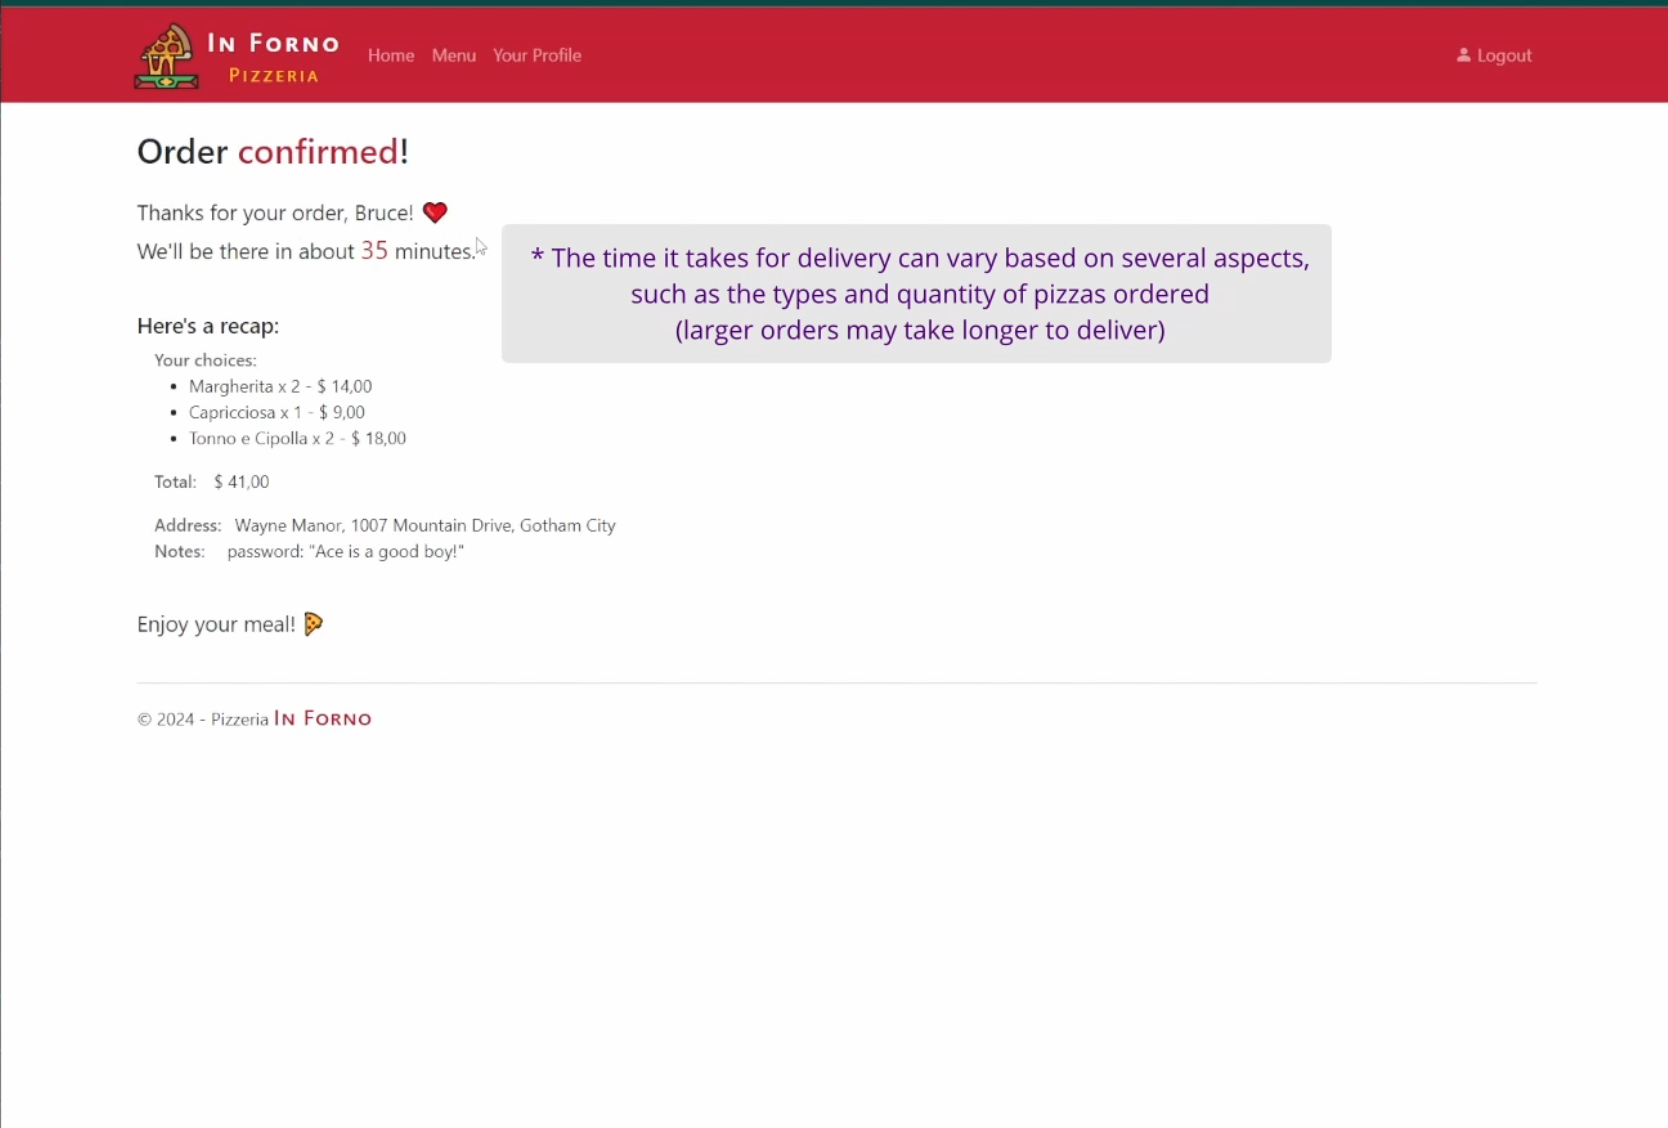 In Forno
Pizzeria
Home Menu Your Profile
Logout
Order confirmed!
Thanks for your order, Bruce!
We'll be there in about 35 minutes.
* The time it takes for delivery can vary based on several aspects,
such as the types and quantity of pizzas ordered
(larger orders may take longer to deliver)
Here's a recap:
Your choices:
• Margherita x 2 - $ 14,00
• Capricciosa x 1 - $ 9,00
• Tonno e Cipolla x 2 - $ 18,00
Total: $ 41,00
Address: Wayne Manor, 1007 Mountain Drive, Gotham City
Notes: password: "Ace is a good boy!"
Enjoy your meal!
© 2024 - Pizzeria In Forno